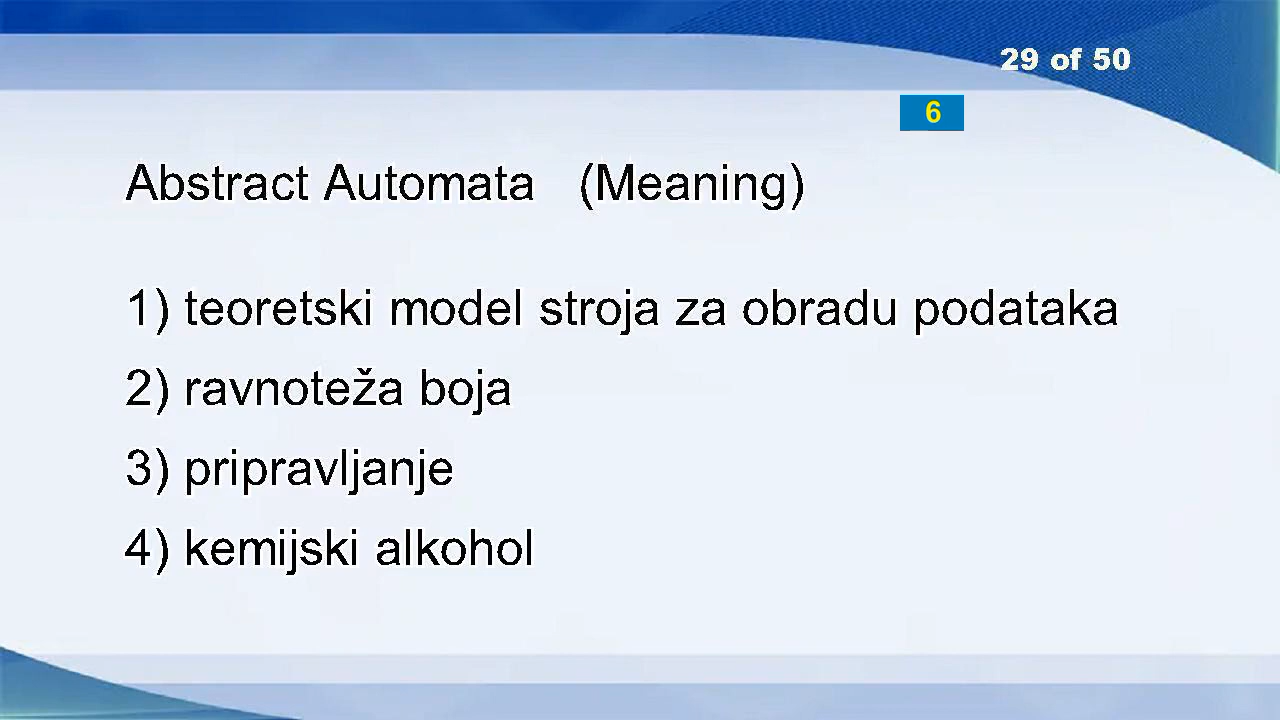 29 of 50
6
Abstract Automata (Meaning)
1) teoretski model stroja za obradu podataka
2) ravnoteža boja
3) pripravljanje
4) kemijski alkohol